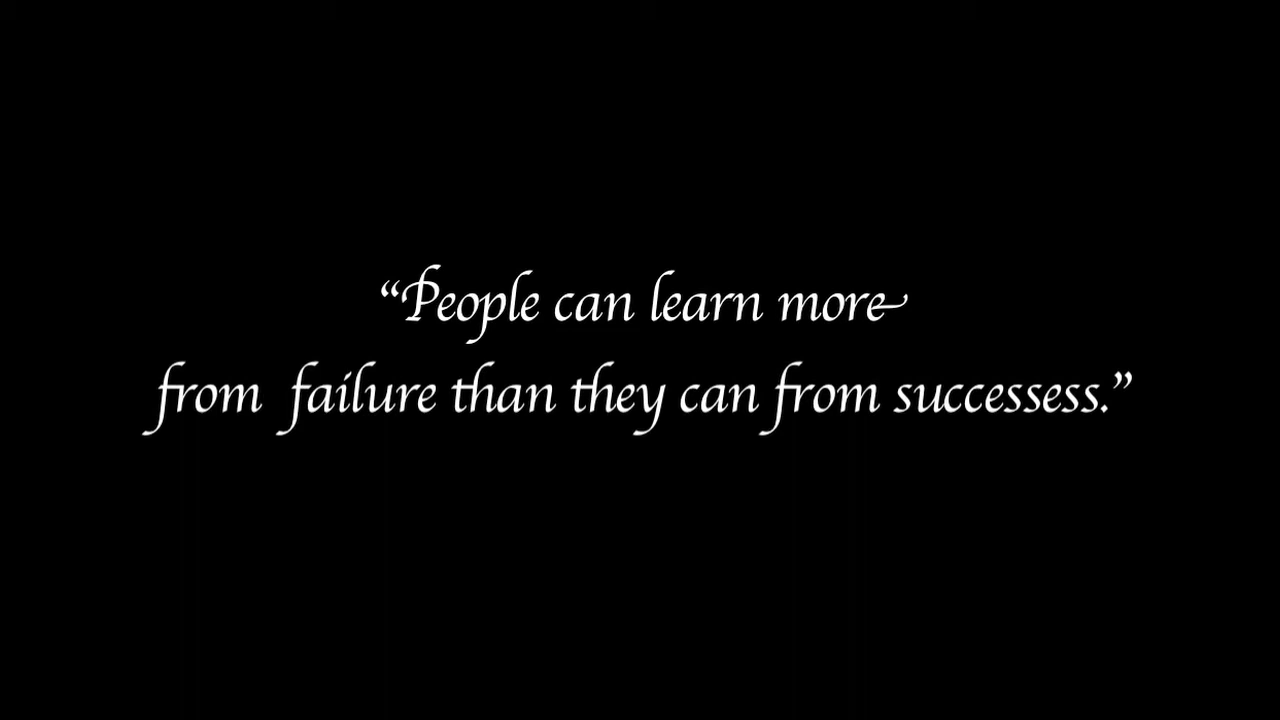 “People can learn more
from failure than they can from successess.”